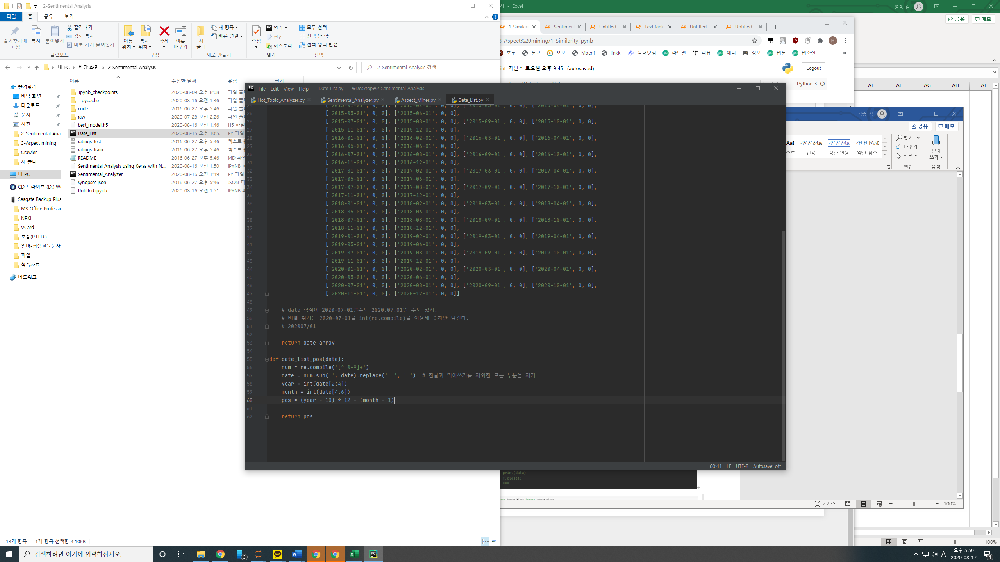 2-Sentimental Analysis
파일 홈 공유 보기
즐겨찾기에 고정
복사
붙여넣기
잘라내기
경로 복사
바로 가기 붙여넣기
클립보드
이동 위치
복사 위치
삭제
이름 바꾸기
구성
새 폴더
새 항목
빠른 연결
새로 만들기
속성
열기
편집
히스토리
열기
모두 선택
선택 안 함
선택 영역 반전
선택
내 PC 바탕 화면 2-Sentimental Analysis
2-Sentimental Analysis 검색
이름 수정한 날짜 유형 크기
즐겨찾기
바탕 화면
다운로드
문서
사진
2-Sentimental Anal
3-Aspect mining
Crawler
새 폴더
내 PC
CD 드라이브 (D:) Wo
Seagate Backup Plus
MS Office Professic
NPKI
VCard
보증(P.H.D.)
엄마-평생교육원자.
파일
학습자료
네트워크
.ipynb_checkpoints 2020-08-09 오후 8:08 파일 폴
__pycache__ 2020-08-16 오전 1:36 파일 폴
code 2016-06-27 오후 5:46 파일 폴
raw 2020-07-28 오전 2:26 파일 폴
best_model.h5 2020-08-16 오전 1:46 H5 파일
Date_List 2020-08-15 오후 10:53 PY 파일
ratings_test 2016-06-27 오후 5:46 텍스트
ratings_train 2016-06-27 오후 5:46 텍스트
README 2016-06-27 오후 5:46 MD 파일
Sentimental Analysis using Keras with N... 2020-08-16 오전 1:50 IPYNB
Sentimental_Analyzer 2020-08-16 오전 1:49 PY 파일
synopses.json 2016-06-27 오후 5:46 JSON
Untitled.ipynb 2020-08-16 오전 1:51 IPYNB
13개 항목 1개 항목 선택함 4.10KB
지 - Excel
성종 김
공유 메모
1-Similari Sentimen Untitled TextRank Untitled Untitled
3-Aspect%20mining/1-Similarity.ipynb
H
호두 툰코 오오 Moeni linkkf 늑대닷컴 라노벨 리뷰 애니 정보 웹툰 웹소설 »
int: 지난주 토요일 오후 9:45 (autosaved)
Logout
Python 3
AE AF AG AH AI
PC File Edit View Help Date_List.py - ...₩Desktop₩2-Sentimental Analysis
Hot_Topic_Analyzer.py Sentimental_Analyzer.py Aspect_Miner.py Date_List.py
24 ['2015-01-01', 0, 0], ['2015-02-01', 0, 0], ['2015-03-01', 0, 0], ['2015-04-01', 0, 0],
25 ['2015-05-01', 0, 0], ['2015-06-01', 0, 0],
26 ['2015-07-01', 0, 0], ['2015-08-01', 0, 0], ['2015-09-01', 0, 0], ['2015-10-01', 0, 0],
27 ['2015-11-01', 0, 0], ['2015-12-01', 0, 0],
28 ['2016-01-01', 0, 0], ['2016-02-01', 0, 0], ['2016-03-01', 0, 0], ['2016-04-01', 0, 0],
29 ['2016-05-01', 0, 0], ['2016-06-01', 0, 0],
30 ['2016-07-01', 0, 0], ['2016-08-01', 0, 0], ['2016-09-01', 0, 0], ['2016-10-01', 0, 0],
31 ['2016-11-01', 0, 0], ['2016-12-01', 0, 0],
32 ['2017-01-01', 0, 0], ['2017-02-01', 0, 0], ['2017-03-01', 0, 0], ['2017-04-01', 0, 0],
33 ['2017-05-01', 0, 0], ['2017-06-01', 0, 0],
34 ['2017-07-01', 0, 0], ['2017-08-01', 0, 0], ['2017-09-01', 0, 0], ['2017-10-01', 0, 0],
35 ['2017-11-01', 0, 0], ['2017-12-01', 0, 0],
36 ['2018-01-01', 0, 0], ['2018-02-01', 0, 0], ['2018-03-01', 0, 0], ['2018-04-01', 0, 0],
37 ['2018-05-01', 0, 0], ['2018-06-01', 0, 0],
38 ['2018-07-01', 0, 0], ['2018-08-01', 0, 0], ['2018-09-01', 0, 0], ['2018-10-01', 0, 0],
39 ['2018-11-01', 0, 0], ['2018-12-01', 0, 0],
40 ['2019-01-01', 0, 0], ['2019-02-01', 0, 0], ['2019-03-01', 0, 0], ['2019-04-01', 0, 0],
41 ['2019-05-01', 0, 0], ['2019-06-01', 0, 0],
42 ['2019-07-01', 0, 0], ['2019-08-01', 0, 0], ['2019-09-01', 0, 0], ['2019-10-01', 0, 0],
43 ['2019-11-01', 0, 0], ['2019-12-01', 0, 0],
44 ['2020-01-01', 0, 0], ['2020-02-01', 0, 0], ['2020-03-01', 0, 0], ['2020-04-01', 0, 0],
45 ['2020-05-01', 0, 0], ['2020-06-01', 0, 0],
46 ['2020-07-01', 0, 0], ['2020-08-01', 0, 0], ['2020-09-01', 0, 0], ['2020-10-01', 0, 0],
47 ['2020-11-01', 0, 0], ['2020-12-01', 0, 0]]
48
49 # date 형식이 2020-07-01일수도 2020.07.01일 수도 있지.
50 # 배열 위치는 2020-07-01을 int(re.compile)을 이용해 숫자만 남긴다.
51 # 202007/01
52
53 return date_array
54
55 def date_list_pos(date):
56 num = re.compile('[^ 0-9]+')
57 date = num.sub('', date).replace('  ', ' ') # 한글과 띄어쓰기를 제외한 모든 부분을 제거
58 year = int(date[2:4])
59 month = int(date[4:6])
60 pos = (year - 10) * 12 + (month - 1)
61
62 return pos
60:41 LF UTF-8 Autosave: off
성종 김
공유 메모
가나다Aa 가나다Aa 가나다AaE
스트 인용 강한 인용 약한 참조
찾기
바꾸기
선택
편집
받아쓰기
음성
print(data)
f.close()
"""
포커스 − + 100%
− + 100%
검색하려면 여기에 입력하십시오.
3
TALK
PC
A
오후 5:59
2020-08-17
1